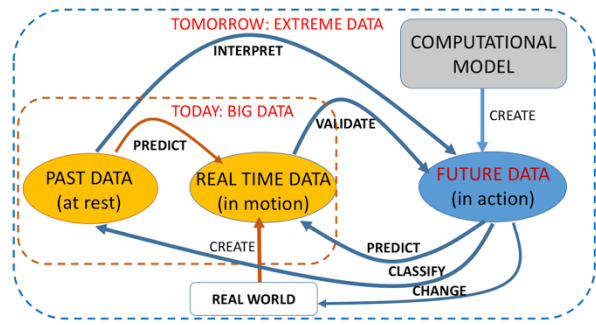 TOMORROW: EXTREME DATA
INTERPRET
COMPUTATIONAL
MODEL
TODAY: BIG DATA
CREATE
VALIDATE
PREDICT
PAST DATA
(at rest)
REAL TIME DATA
(in motion)
FUTURE DATA
(in action)
CREATE
PREDICT
CLASSIFY
CHANGE
REAL WORLD